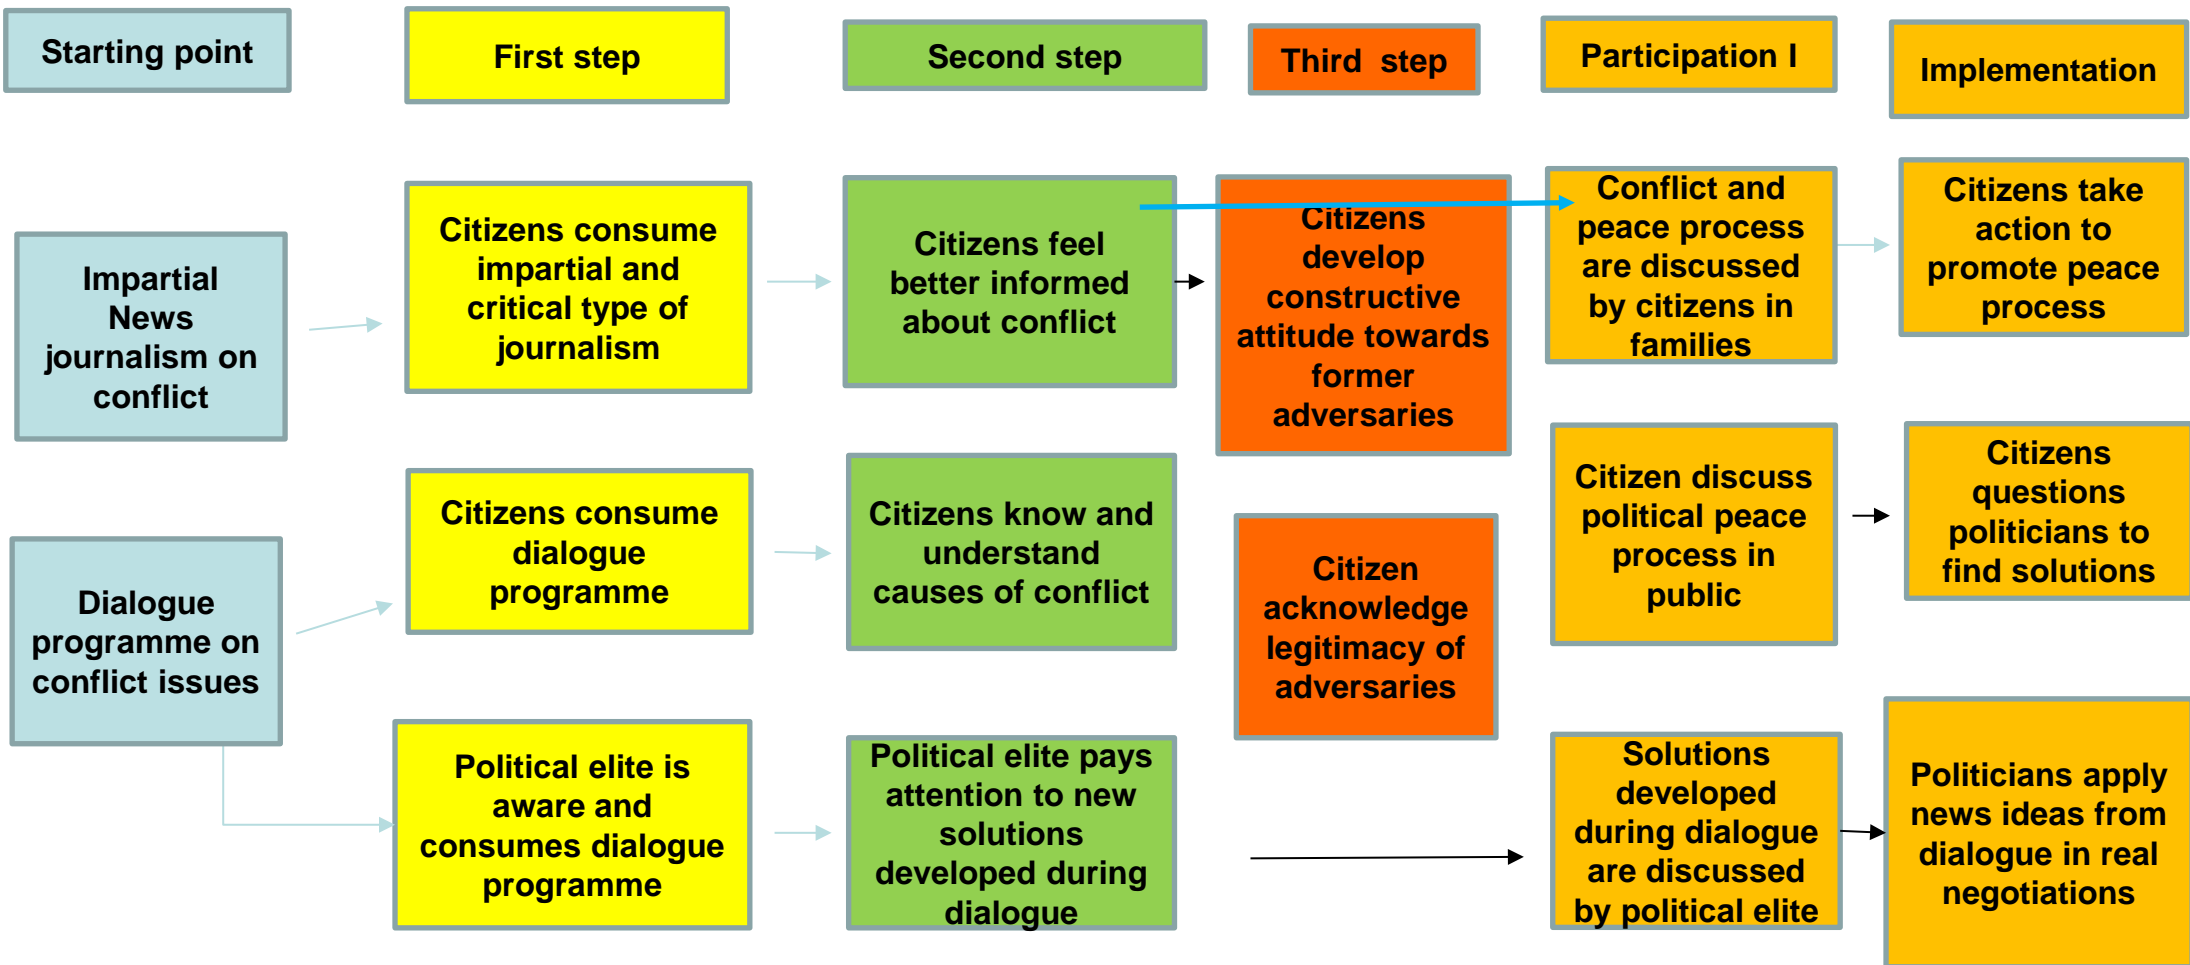 Starting point
First step
Second step
Third step
Participation I
Implementation
Impartial
News
journalism on
conflict
Citizens consume
impartial and
critical type of
journalism
Citizens feel
better informed
about conflict
Citizens
develop
constructive
attitude towards
former
adversaries
Conflict and
peace process
are discussed
by citizens in
families
Citizens take
action to
promote peace
process
Dialogue
programme on
conflict issues
Citizens consume
dialogue
programme
Citizens know and
understand
causes of conflict
Citizen
acknowledge
legitimacy of
adversaries
Citizen discuss
political peace
process in
public
Citizens
questions
politicians to
find solutions
Political elite is
aware and
consumes dialogue
programme
Political elite pays
attention to new
solutions
developed during
dialogue
Solutions
developed
during dialogue
are discussed
by political elite
Politicians apply
news ideas from
dialogue in real
negotiations